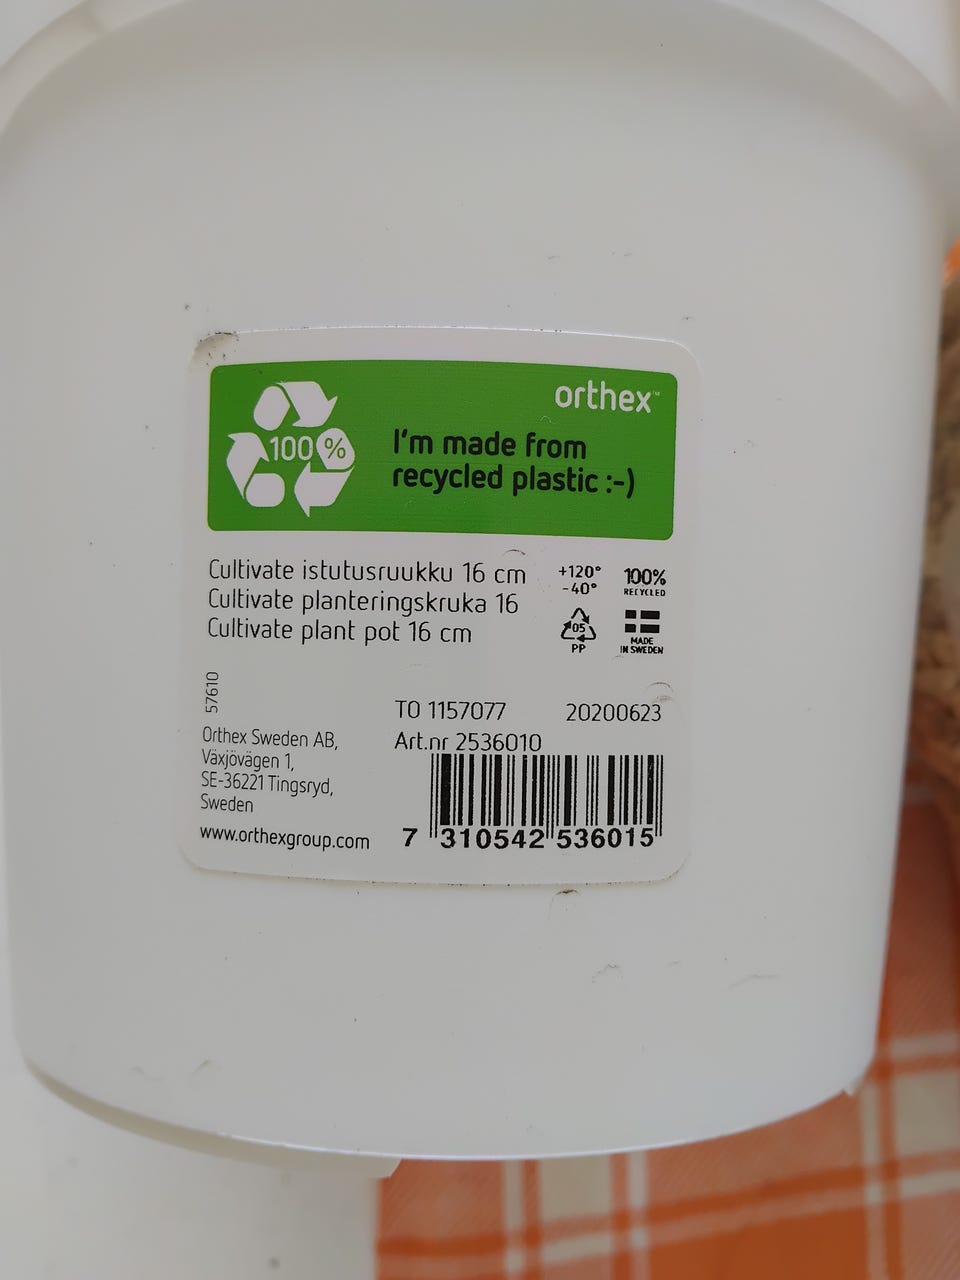 orthex™
100 %
I'm made from
recycled plastic :-)
Cultivate istutusruukku 16 cm
Cultivate planteringskruka 16
Cultivate plant pot 16 cm
+120°
-40°
100%
RECYCLED
05
PP
MADE
IN SWEDEN
57610
TO 1157077 20200623
Art.nr 2536010
Orthex Sweden AB,
Växjövägen 1,
SE-36221 Tingsryd,
Sweden
www.orthexgroup.com
7 310542 536015